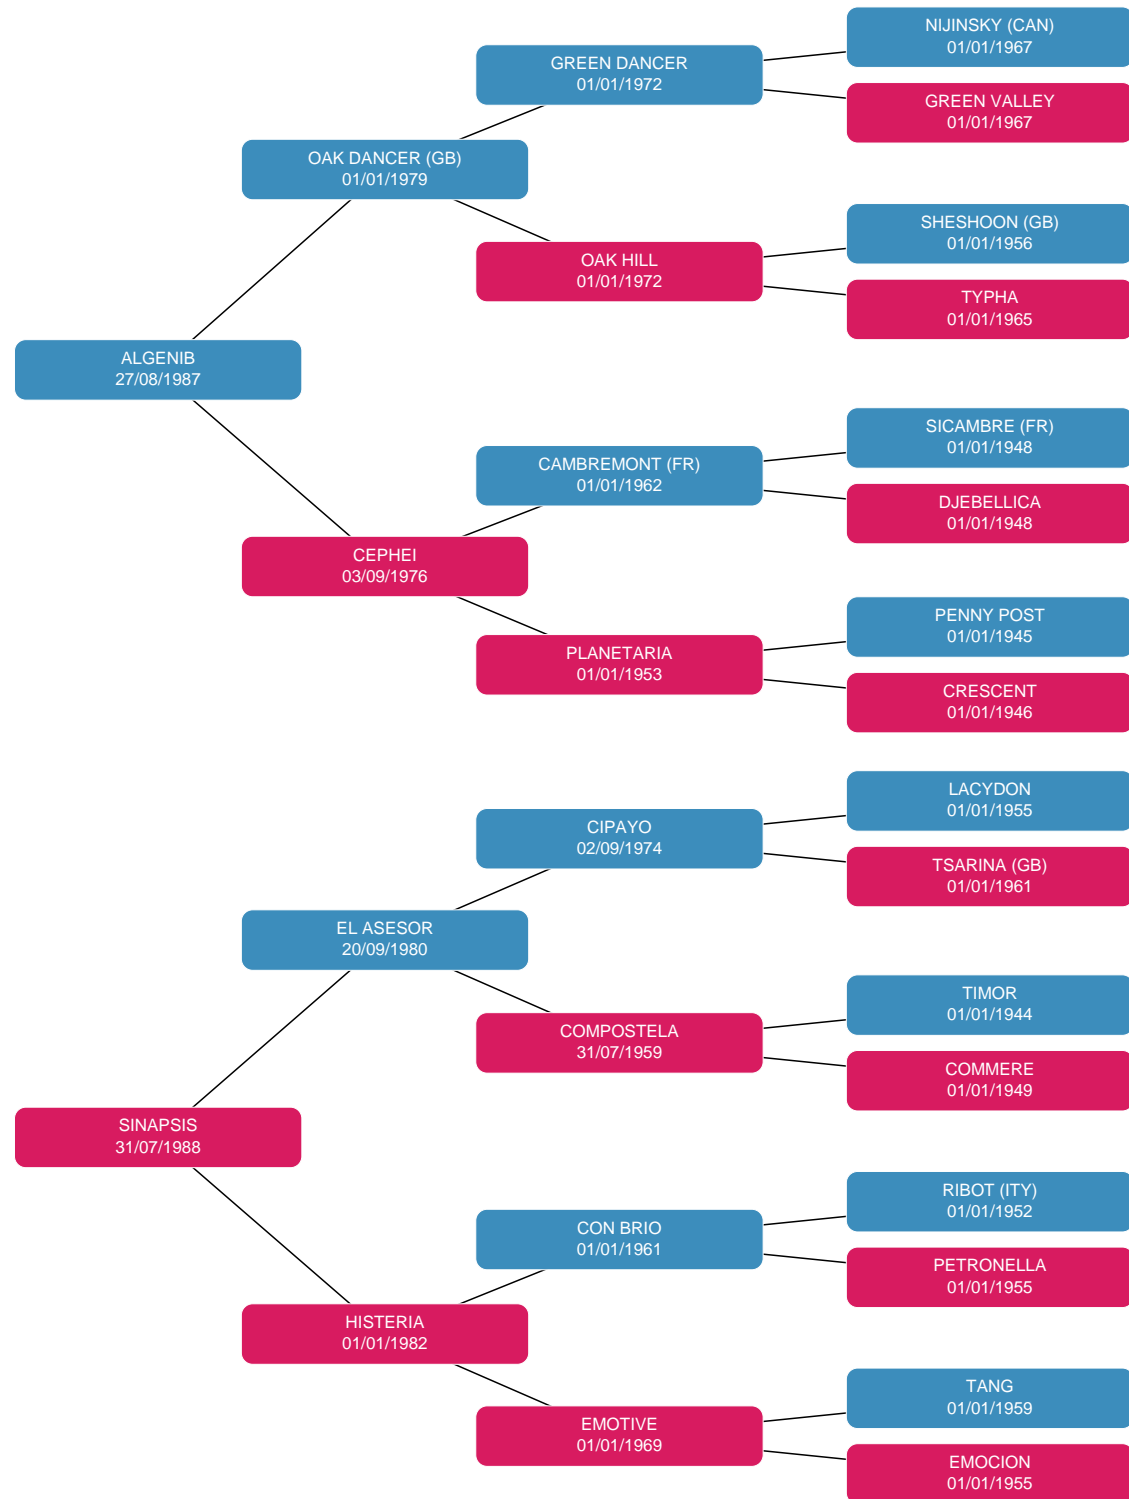 NIJINSKY (CAN)
01/01/1967
GREEN DANCER
01/01/1972
GREEN VALLEY
01/01/1967
OAK DANCER (GB)
01/01/1979
SHESHOON (GB)
01/01/1956
OAK HILL
01/01/1972
TYPHA
01/01/1965
ALGENIB
27/08/1987
SICAMBRE (FR)
01/01/1948
CAMBREMONT (FR)
01/01/1962
DJEBELLICA
01/01/1948
CEPHEI
03/09/1976
PENNY POST
01/01/1945
PLANETARIA
01/01/1953
CRESCENT
01/01/1946
LACYDON
01/01/1955
CIPAYO
02/09/1974
TSARINA (GB)
01/01/1961
EL ASESOR
20/09/1980
TIMOR
01/01/1944
COMPOSTELA
31/07/1959
COMMERE
01/01/1949
SINAPSIS
31/07/1988
RIBOT (ITY)
01/01/1952
CON BRIO
01/01/1961
PETRONELLA
01/01/1955
HISTERIA
01/01/1982
TANG
01/01/1959
EMOTIVE
01/01/1969
EMOCION
01/01/1955